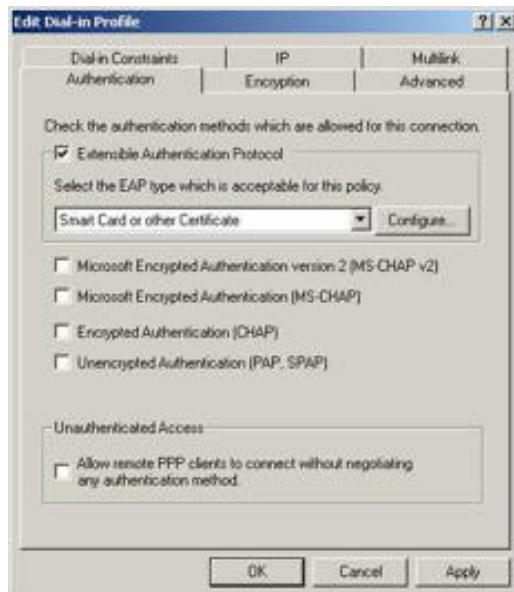 Edit Dial-in Profile
Dial-in Constraints IP Multilink
Authentication Encryption Advanced
Check the authentication methods which are allowed for this connection.
Extensible Authentication Protocol
Select the EAP type which is acceptable for this policy.
Smart Card or other Certificate Configure...
Microsoft Encrypted Authentication version 2 (MS-CHAP v2)
Microsoft Encrypted Authentication (MS-CHAP)
Encrypted Authentication (CHAP)
Unencrypted Authentication (PAP, SPAP)
Unauthenticated Access
Allow remote PPP clients to connect without negotiating
any authentication method.
OK Cancel Apply